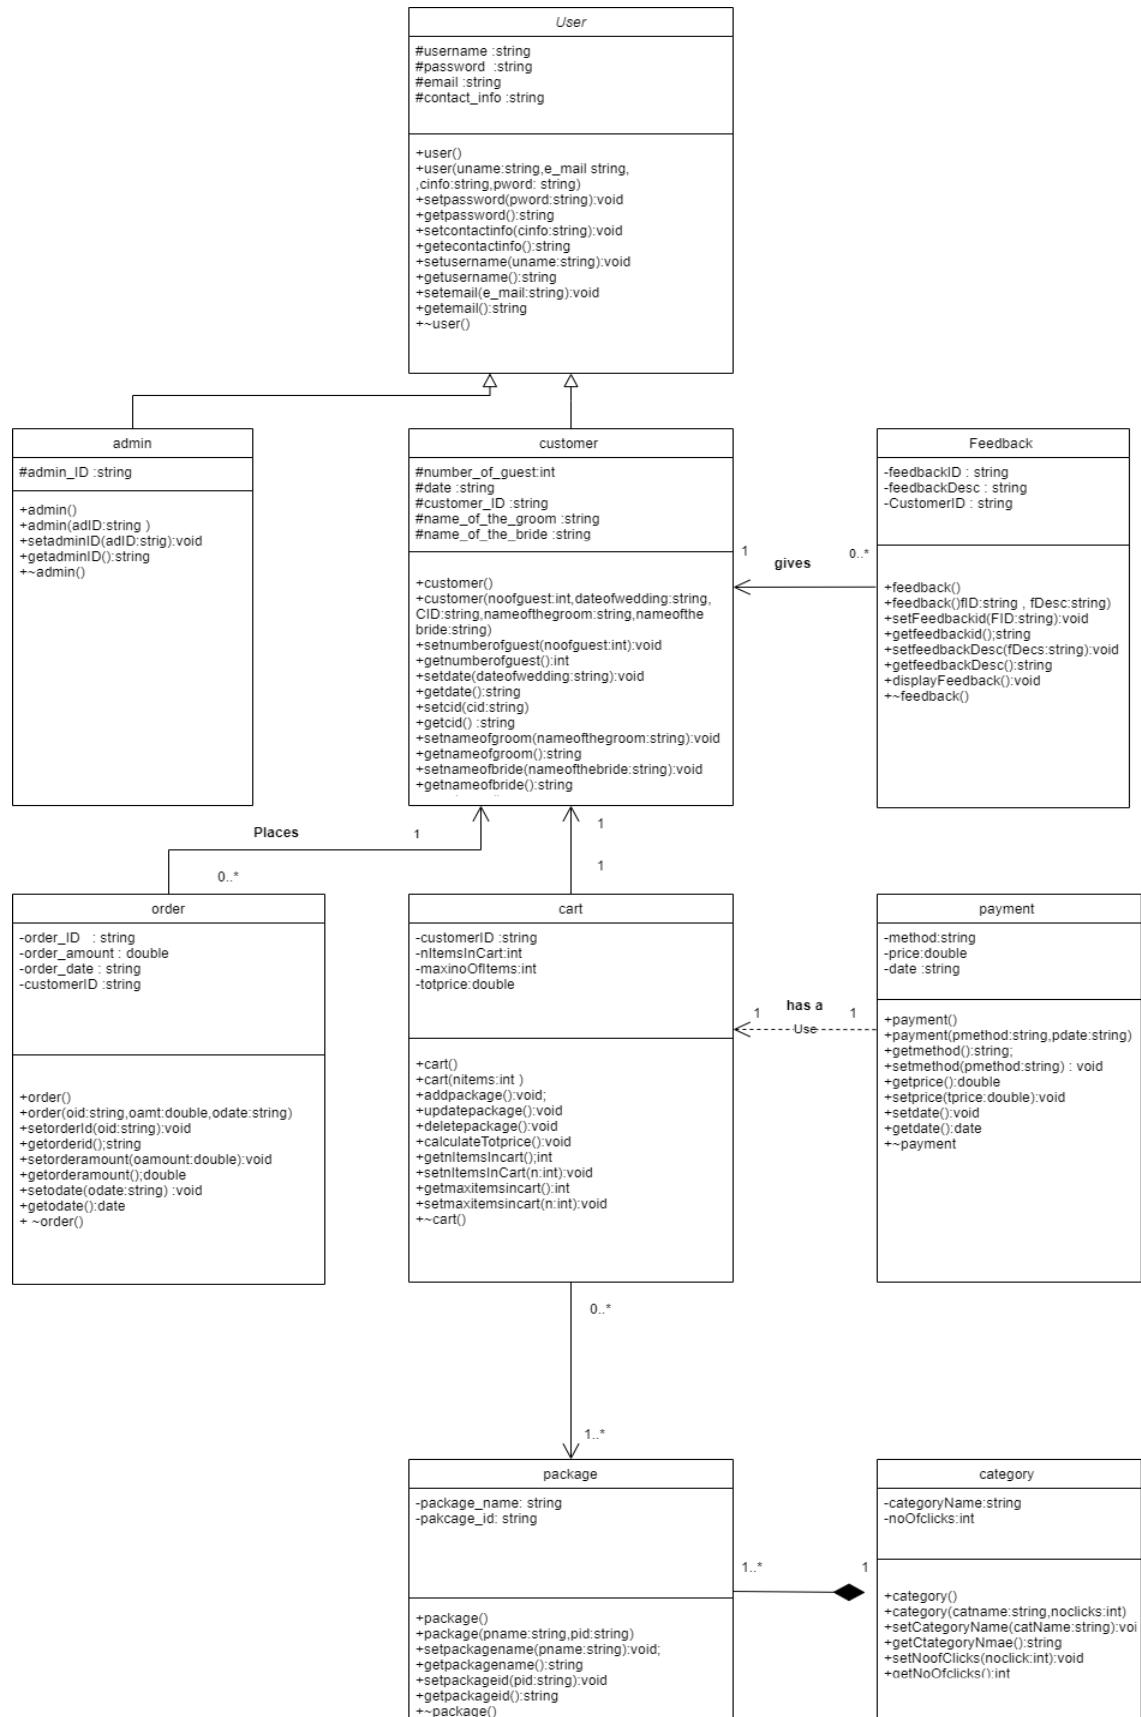 User
#username :string
#password  :string
#email :string
#contact_info :string
+user()
+user(uname:string,e_mail string,
,cinfo:string,pword: string)
+setpassword(pword:string):void
+getpassword():string
+setcontactinfo(cinfo:string):void
+getecontactinfo():string
+setusername(uname:string):void
+getusername():string
+setemail(e_mail:string):void
+getemail():string
+~user()
admin
#admin_ID :string
+admin()
+admin(adID:string )
+setadminID(adID:strig):void
+getadminID():string
+~admin()
customer
#number_of_guest:int
#date :string
#customer_ID :string
#name_of_the_groom :string
#name_of_the_bride :string
+customer()
+customer(noofguest:int,dateofwedding:string,
CID:string,nameofthegroom:string,nameofthe
bride:string)
+setnumberofguest(noofguest:int):void
+getnumberofguest():int
+setdate(dateofwedding:string):void
+getdate():string
+setcid(cid:string)
+getcid() :string
+setnameofgroom(nameofthegroom:string):void
+getnameofgroom():string
+setnameofbride(nameofthebride:string):void
+getnameofbride():string
1
gives
0..*
Feedback
-feedbackID : string
-feedbackDesc : string
-CustomerID : string
+feedback()
+feedback()fID:string , fDesc:string)
+setFeedbackid(FID:string):void
+getfeedbackid();string
+setfeedbackDesc(fDecs:string):void
+getfeedbackDesc():string
+displayFeedback():void
+~feedback()
Places
1
0..*
1
1
order
-order_ID   : string
-order_amount : double
-order_date : string
-customerID :string
+order()
+order(oid:string,oamt:double,odate:string)
+setorderId(oid:string):void
+getorderid();string
+setorderamount(oamount:double):void
+getorderamount();double
+setodate(odate:string) :void
+getodate():date
+ ~order()
cart
-customerID :string
-nItemsInCart:int
-maxinoOfItems:int
-totprice:double
+cart()
+cart(nitems:int )
+addpackage():void;
+updatepackage():void
+deletepackage():void
+calculateTotprice():void
+getnItemsIncart();int
+setnItemsInCart(n:int):void
+getmaxitemsincart():int
+setmaxitemsincart(n:int):void
+~cart()
1
has a
1
Use
payment
-method:string
-price:double
-date :string
+payment()
+payment(pmethod:string,pdate:string)
+getmethod():string;
+setmethod(pmethod:string) : void
+getprice():double
+setprice(tprice:double):void
+setdate():void
+getdate():date
+~payment
0..*
1..*
package
-package_name: string
-pakcage_id: string
+package()
+package(pname:string,pid:string)
+setpackagename(pname:string):void;
+getpackagename():string
+setpackageid(pid:string):void
+getpackageid():string
+~package()
1..*
1
category
-categoryName:string
-noOfclicks:int
+category()
+category(catname:string,noclicks:int)
+setCategoryName(catName:string):voi
+getCtategoryNmae():string
+setNoofClicks(noclick:int):void
+getNoOfclicks():int